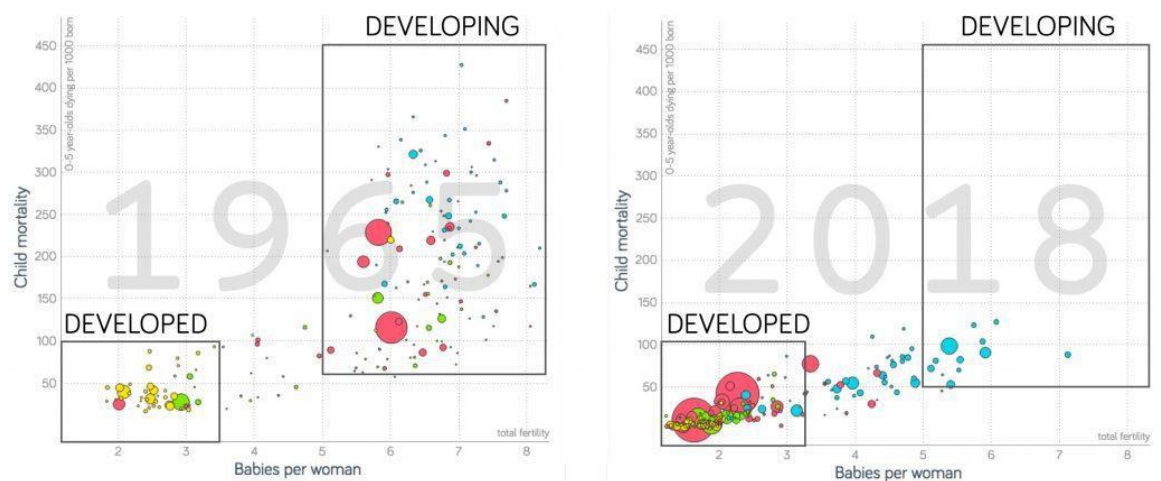 DEVELOPING
450
400
350
300
250
200
150
100
50
0-5 year-olds dying per 1000 born
Child mortality
1965
DEVELOPED
total fertility
2
3
4
5
6
7
8
Babies per woman
DEVELOPING
450
400
350
300
250
200
150
100
50
0-5 year-olds dying per 1000 born
Child mortality
2018
DEVELOPED
total fertility
2
3
4
5
6
7
8
Babies per woman